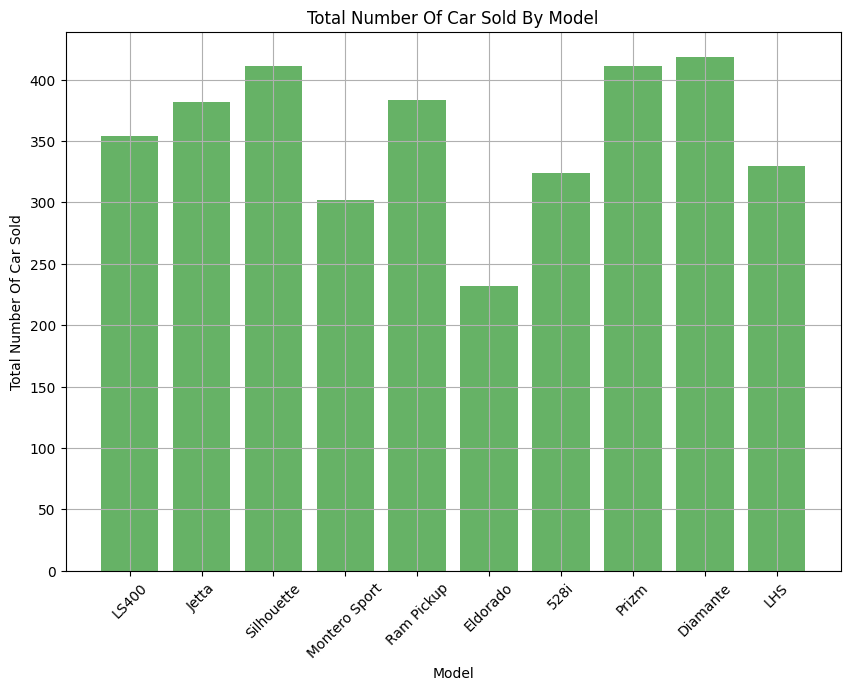 Total Number Of Car Sold By Model
Total Number Of Car Sold
400
350
300
250
200
150
100
50
0
LS400
Jetta
Silhouette
Montero Sport
Ram Pickup
Eldorado
528i
Prizm
Diamante
LHS
Model